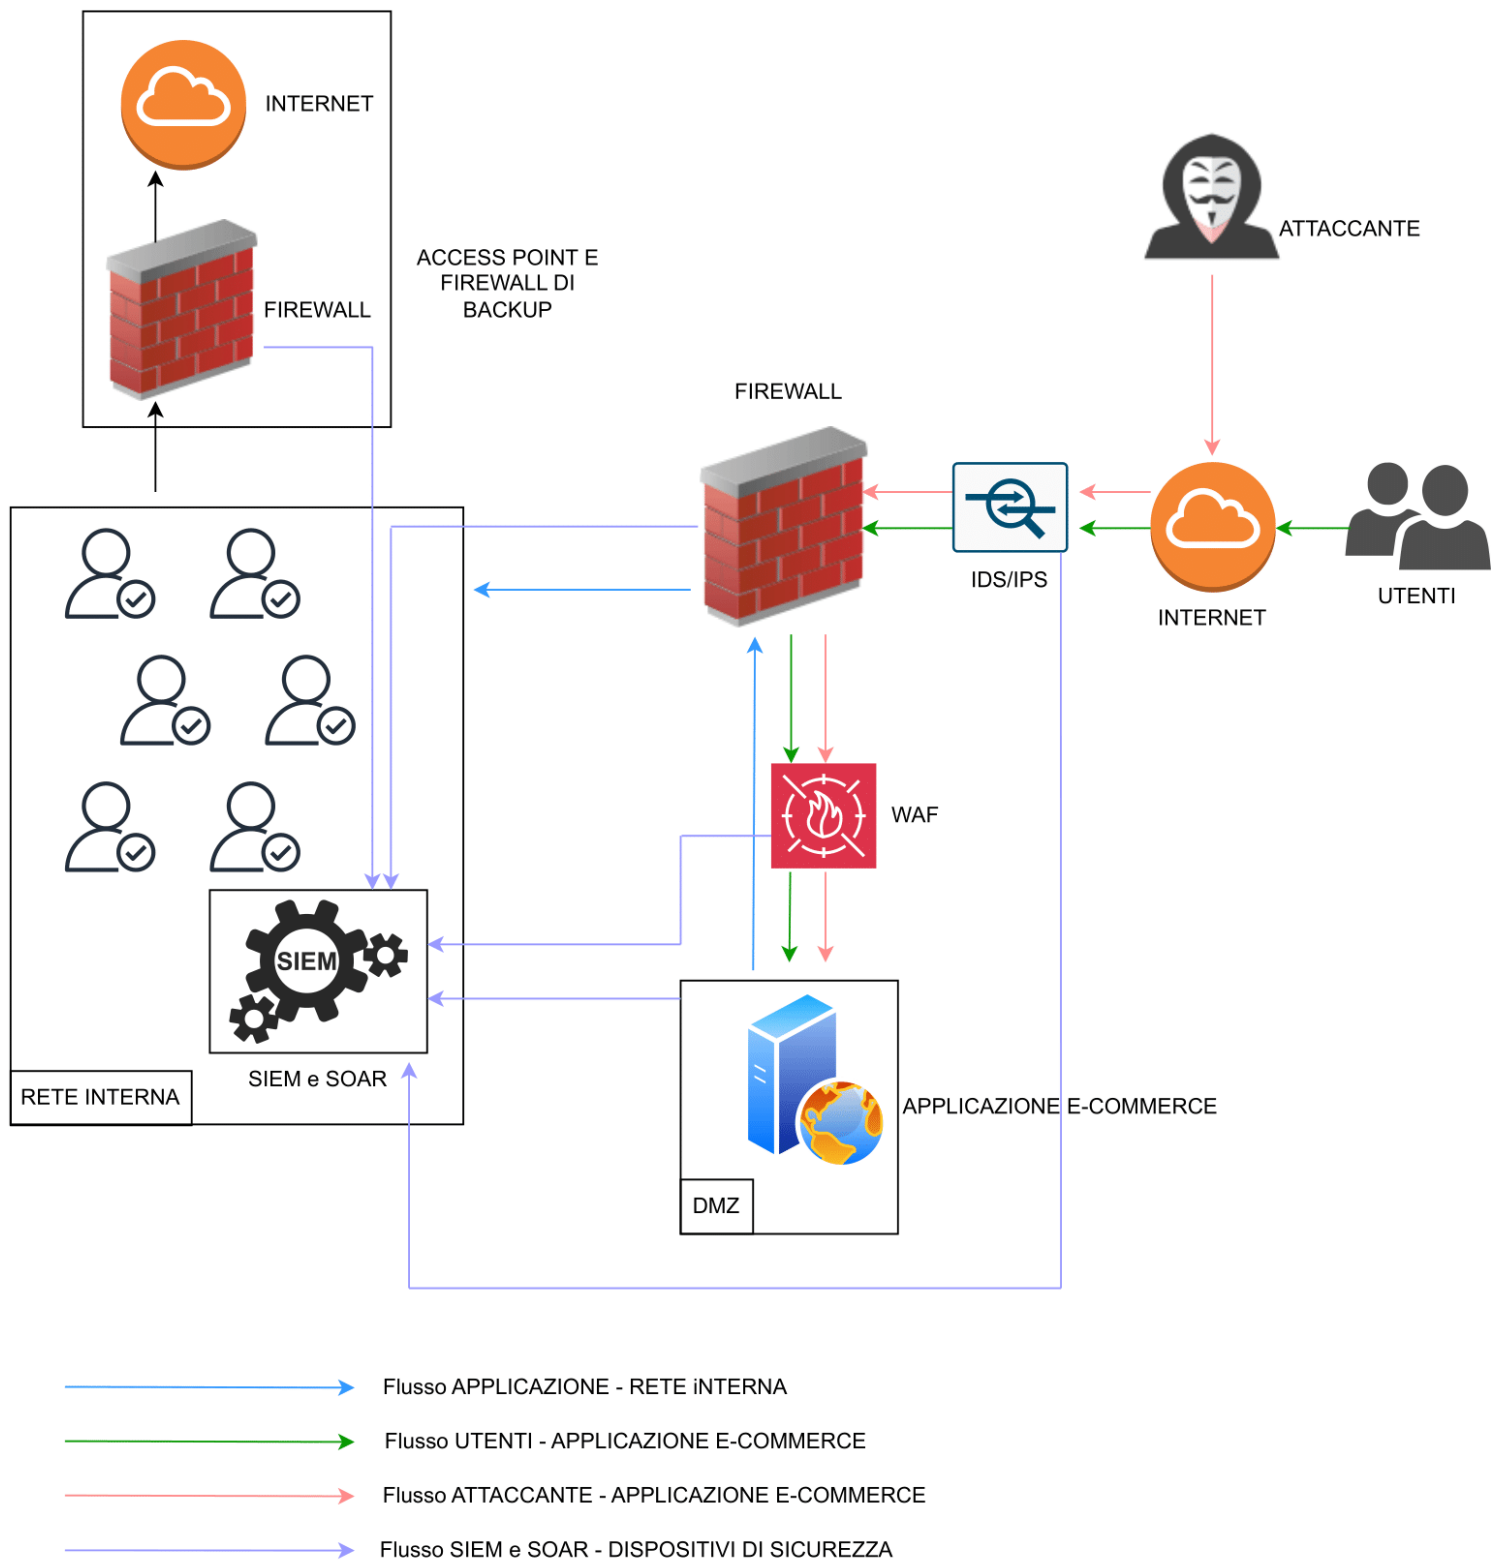 INTERNET
ATTACCANTE
ACCESS POINT E
FIREWALL DI
BACKUP
FIREWALL
FIREWALL
IDS/IPS
UTENTI
INTERNET
WAF
SIEM
SIEM e SOAR
RETE INTERNA
APPLICAZIONE E-COMMERCE
DMZ
Flusso APPLICAZIONE - RETE iNTERNA
Flusso UTENTI - APPLICAZIONE E-COMMERCE
Flusso ATTACCANTE - APPLICAZIONE E-COMMERCE
Flusso SIEM e SOAR - DISPOSITIVI DI SICUREZZA